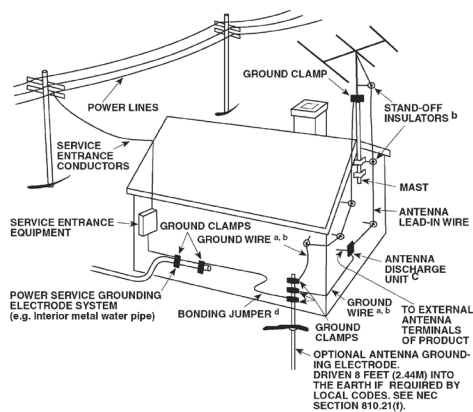 GROUND CLAMP
POWER LINES
STAND-OFF
INSULATORS b
SERVICE
ENTRANCE
CONDUCTORS
MAST
ANTENNA
LEAD-IN WIRE
SERVICE ENTRANCE
EQUIPMENT
GROUND CLAMPS
GROUND WIRE a, b
ANTENNA
DISCHARGE
UNIT C
POWER SERVICE GROUNDING
ELECTRODE SYSTEM
(e.g. Interior metal water pipe)
BONDING JUMPER d
GROUND
WIRE a, b
TO EXTERNAL
ANTENNA
TERMINALS
OF PRODUCT
GROUND
CLAMPS
OPTIONAL ANTENNA GROUND-
ING ELECTRODE.
DRIVEN 8 FEET (2.44M) INTO
THE EARTH IF REQUIRED BY
LOCAL CODES. SEE NEC
SECTION 810.21(f).